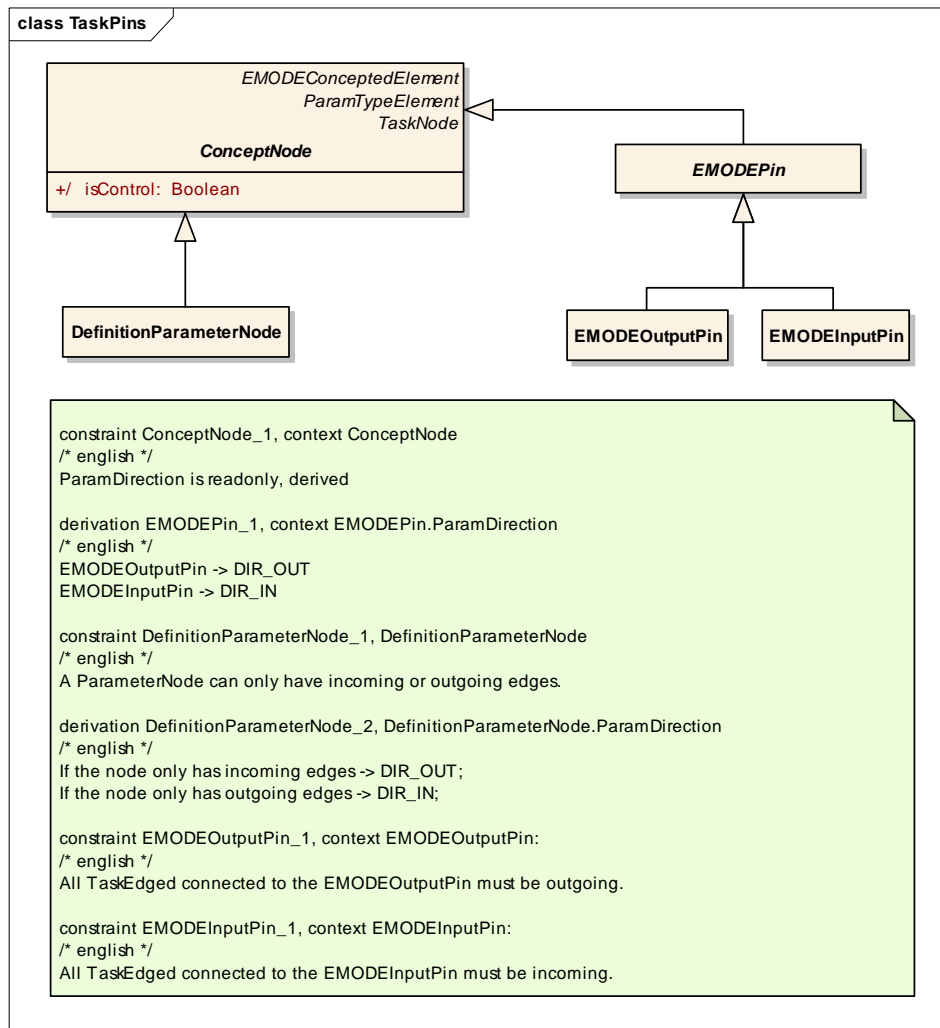 class TaskPins
EMODEConceptedElement
ParamTypeElement
TaskNode
ConceptNode
+/ isControl: Boolean
EMODEPin
DefinitionParameterNode
EMODEOutputPin
EMODEInputPin
constraint ConceptNode_1, context ConceptNode
/* english */
ParamDirection is readonly, derived
derivation EMODEPin_1, context EMODEPin.ParamDirection
/* english */
EMODEOutputPin -> DIR_OUT
EMODEInputPin -> DIR_IN
constraint DefinitionParameterNode_1, DefinitionParameterNode
/* english */
A ParameterNode can only have incoming or outgoing edges.
derivation DefinitionParameterNode_2, DefinitionParameterNode.ParamDirection
/* english */
If the node only has incoming edges -> DIR_OUT;
If the node only has outgoing edges -> DIR_IN;
constraint EMODEOutputPin_1, context EMODEOutputPin:
/* english */
All TaskEdged connected to the EMODEOutputPin must be outgoing.
constraint EMODEInputPin_1, context EMODEInputPin:
/* english */
All TaskEdged connected to the EMODEInputPin must be incoming.